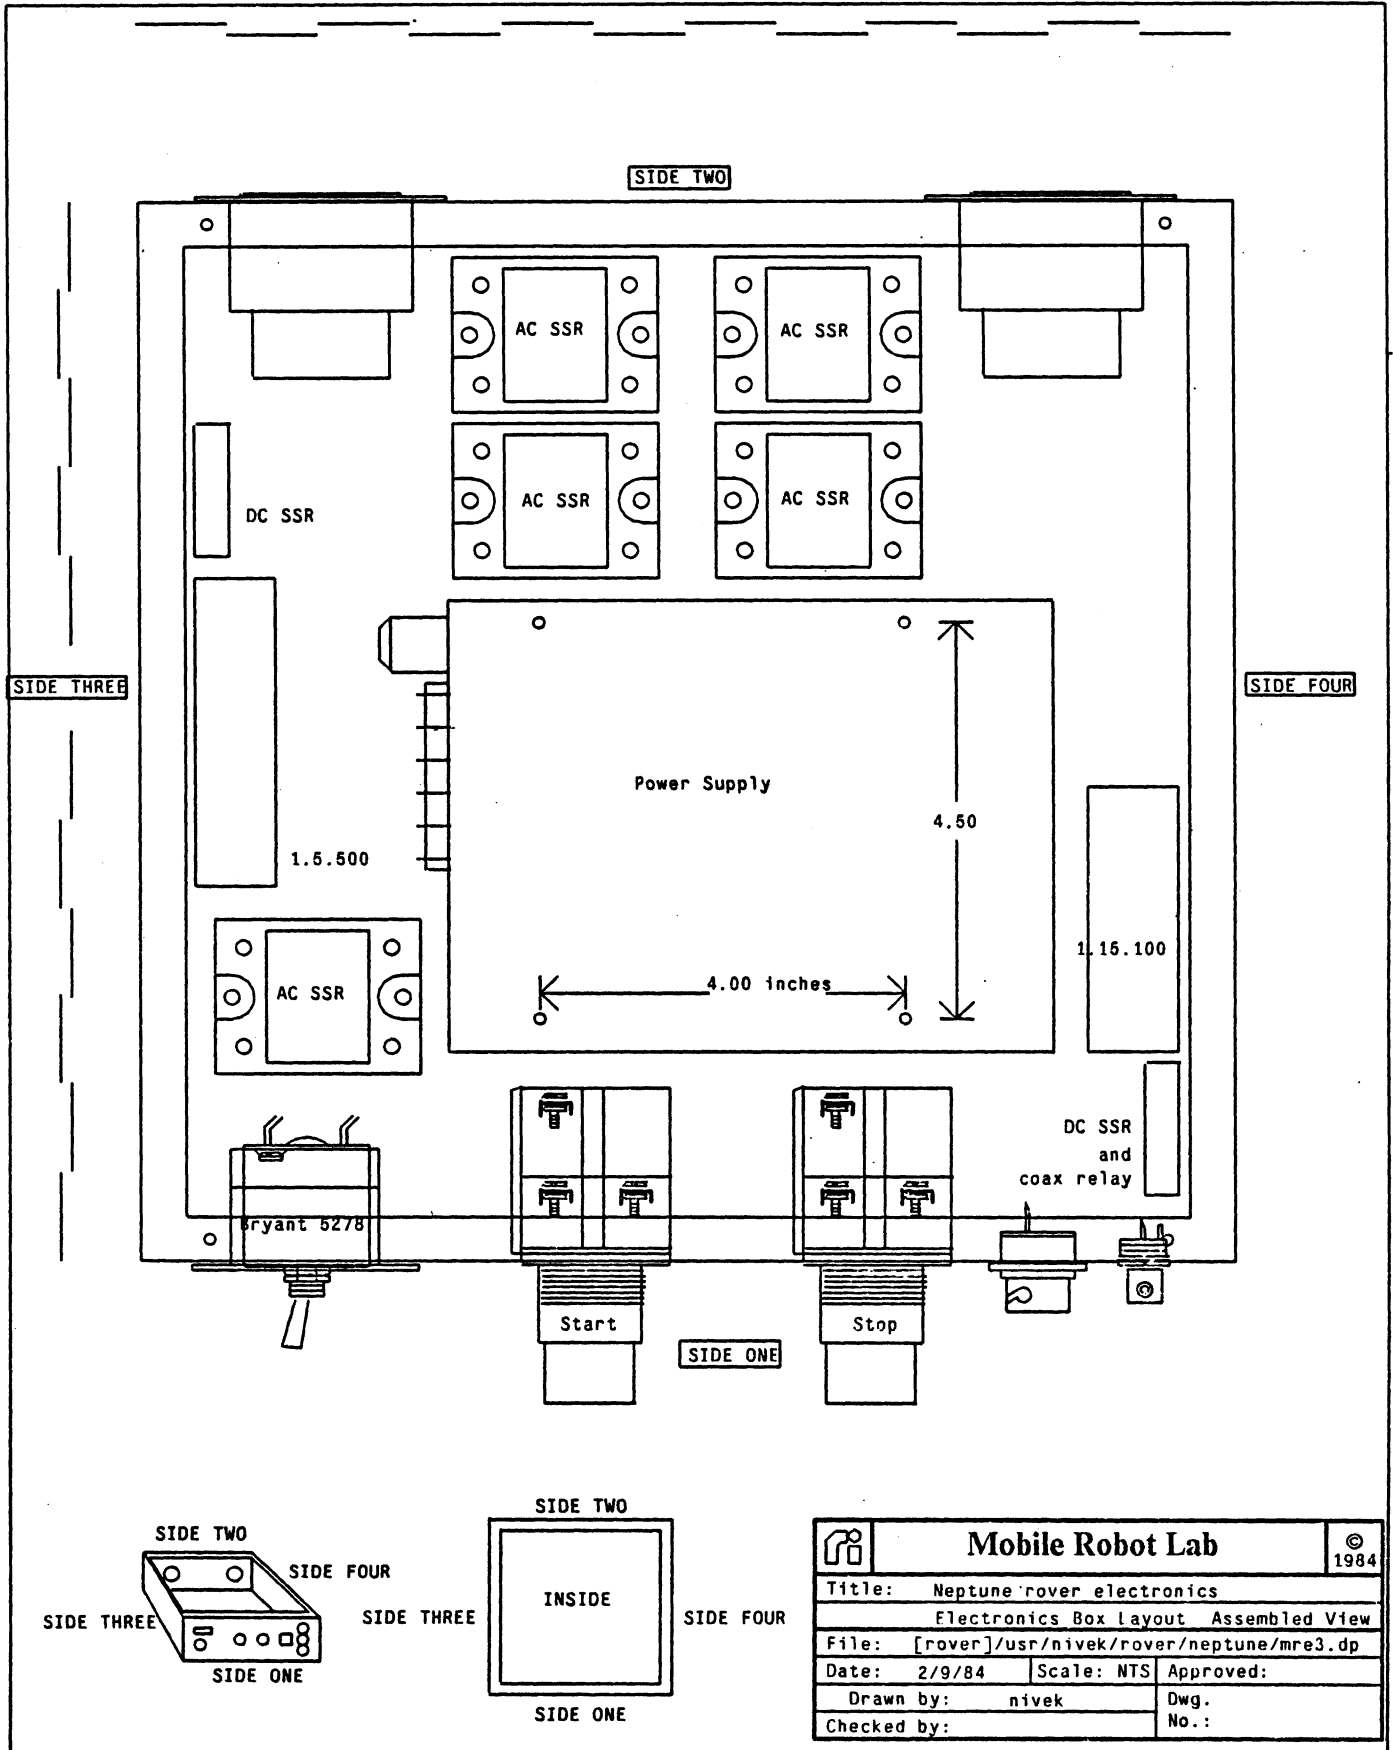 SIDE TWO
AC SSR
AC SSR
AC SSR
AC SSR
DC SSR
SIDE THREE
SIDE FOUR
Power Supply
4.50
1.5.500
1.15.100
4.00 inches
AC SSR
DC SSR
and
coax relay
Bryant 5278
Start
Stop
SIDE ONE
SIDE TWO
SIDE FOUR
SIDE THREE
SIDE ONE
SIDE TWO
INSIDE
SIDE THREE
SIDE FOUR
SIDE ONE
ri
Mobile Robot Lab
© 1984
Title: Neptune rover electronics
Electronics Box Layout Assembled View
File: [rover]/usr/nivek/rover/neptune/mre3.dp
Date: 2/9/84 Scale: NTS Approved:
Drawn by: nivek Dwg.
No.:
Checked by: